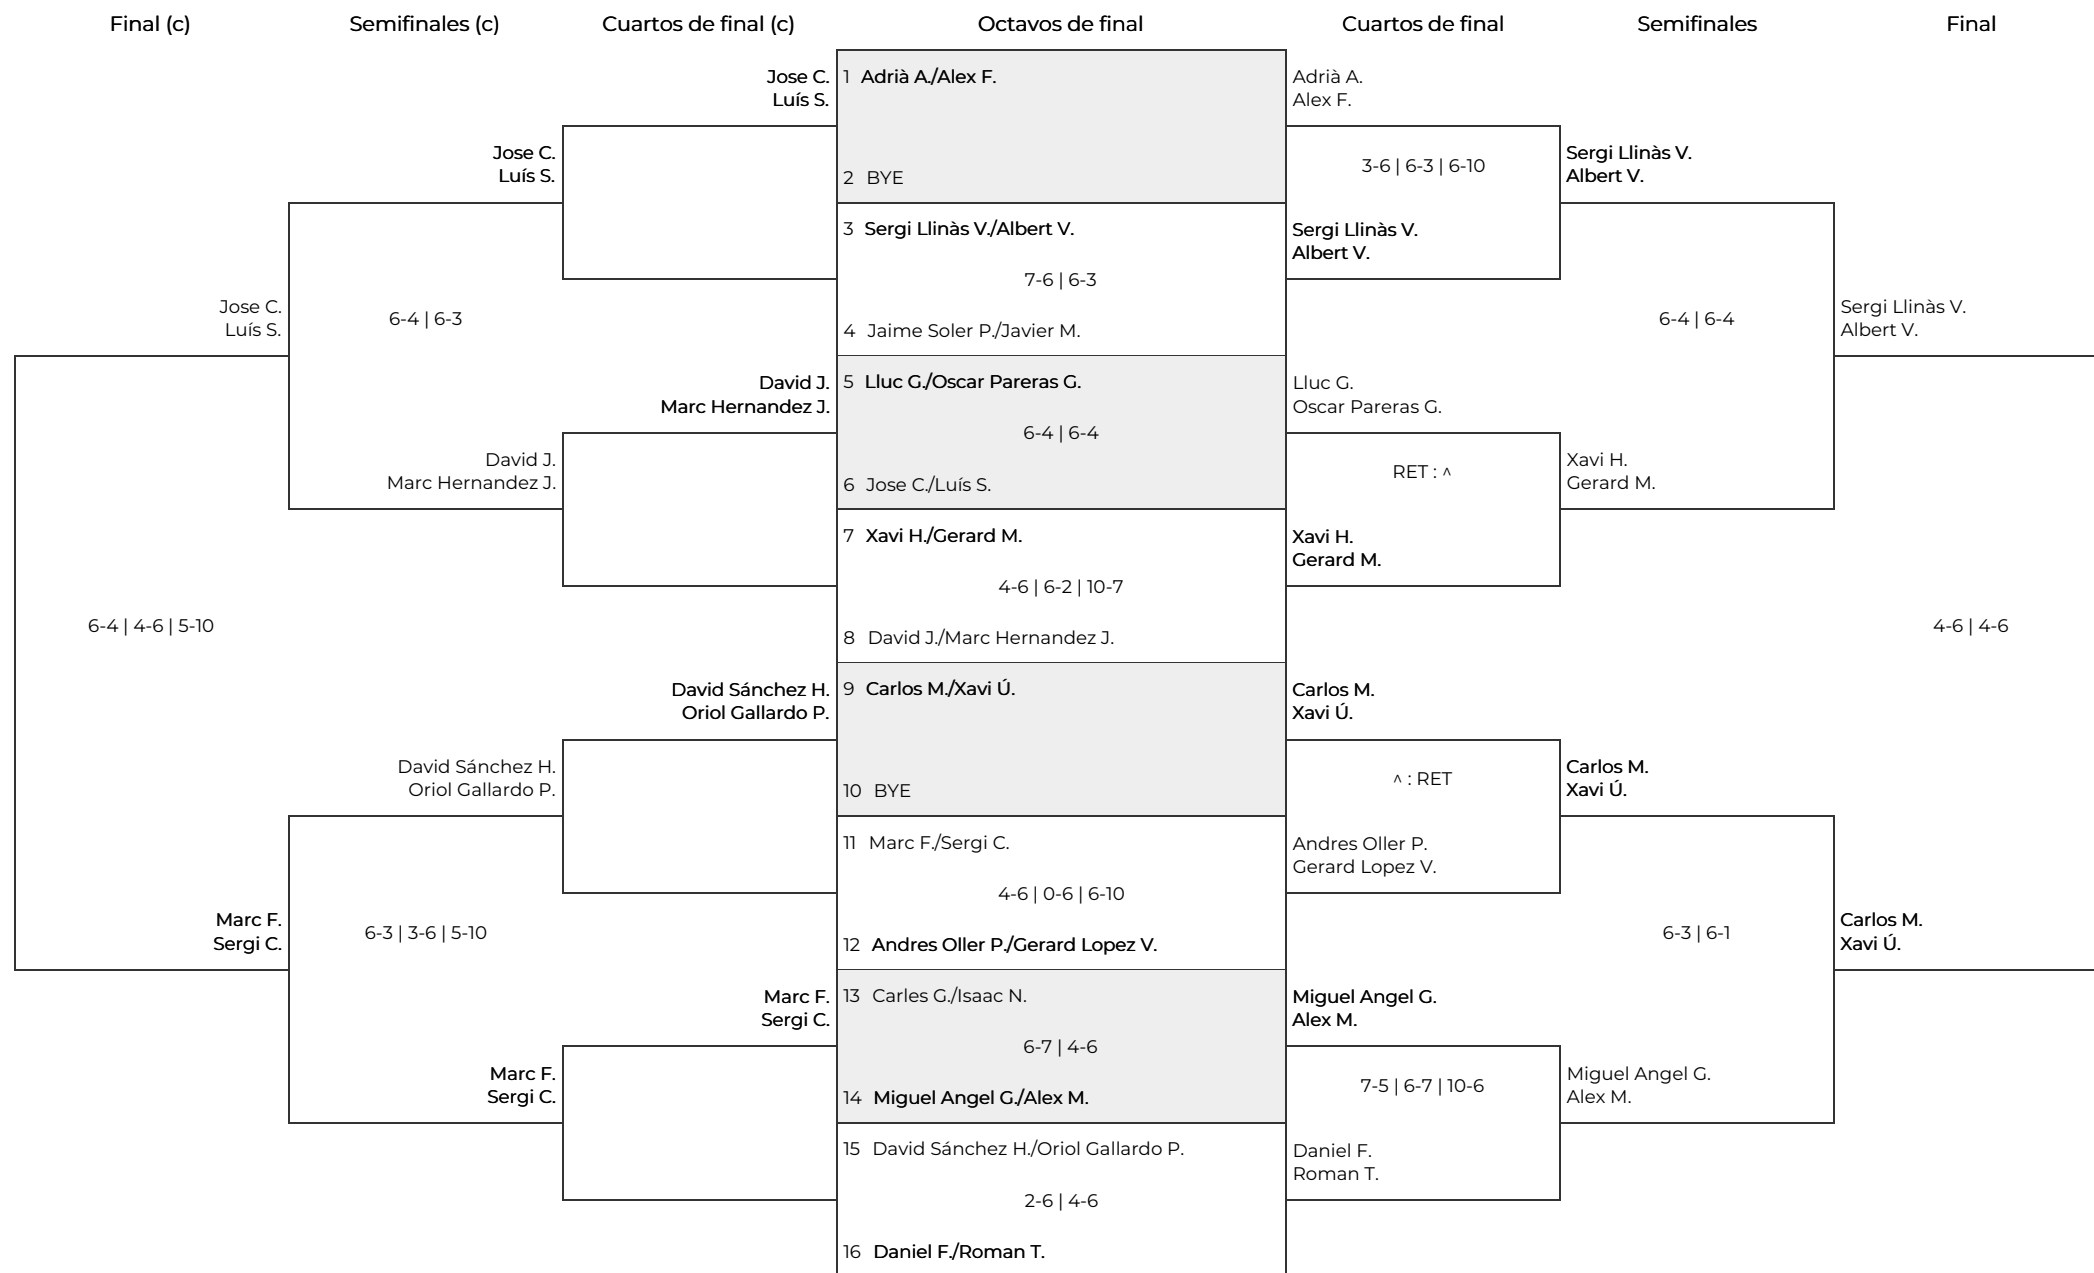 Final (c)
Semifinales (c)
Cuartos de final (c)
Octavos de final
Cuartos de final
Semifinales
Final
Jose C.
Luís S.
6-4 | 4-6 | 5-10
Marc F.
Sergi C.
Jose C.
Luís S.
6-4 | 6-3
David J.
Marc Hernandez J.
David Sánchez H.
Oriol Gallardo P.
6-3 | 3-6 | 5-10
Marc F.
Sergi C.
Jose C.
Luís S.
David J.
Marc Hernandez J.
David Sánchez H.
Oriol Gallardo P.
Marc F.
Sergi C.
1 Adrià A./Alex F.
2 BYE
3 Sergi Llinàs V./Albert V.
7-6 | 6-3
4 Jaime Soler P./Javier M.
5 Lluc G./Oscar Pareras G.
6-4 | 6-4
6 Jose C./Luís S.
7 Xavi H./Gerard M.
4-6 | 6-2 | 10-7
8 David J./Marc Hernandez J.
9 Carlos M./Xavi Ú.
10 BYE
11 Marc F./Sergi C.
4-6 | 0-6 | 6-10
12 Andres Oller P./Gerard Lopez V.
13 Carles G./Isaac N.
6-7 | 4-6
14 Miguel Angel G./Alex M.
15 David Sánchez H./Oriol Gallardo P.
2-6 | 4-6
16 Daniel F./Roman T.
Adrià A.
Alex F.
3-6 | 6-3 | 6-10
Sergi Llinàs V.
Albert V.
Lluc G.
Oscar Pareras G.
RET : ^
Xavi H.
Gerard M.
Carlos M.
Xavi Ú.
^ : RET
Andres Oller P.
Gerard Lopez V.
Miguel Angel G.
Alex M.
7-5 | 6-7 | 10-6
Daniel F.
Roman T.
Sergi Llinàs V.
Albert V.
6-4 | 6-4
Xavi H.
Gerard M.
Carlos M.
Xavi Ú.
6-3 | 6-1
Miguel Angel G.
Alex M.
Sergi Llinàs V.
Albert V.
4-6 | 4-6
Carlos M.
Xavi Ú.